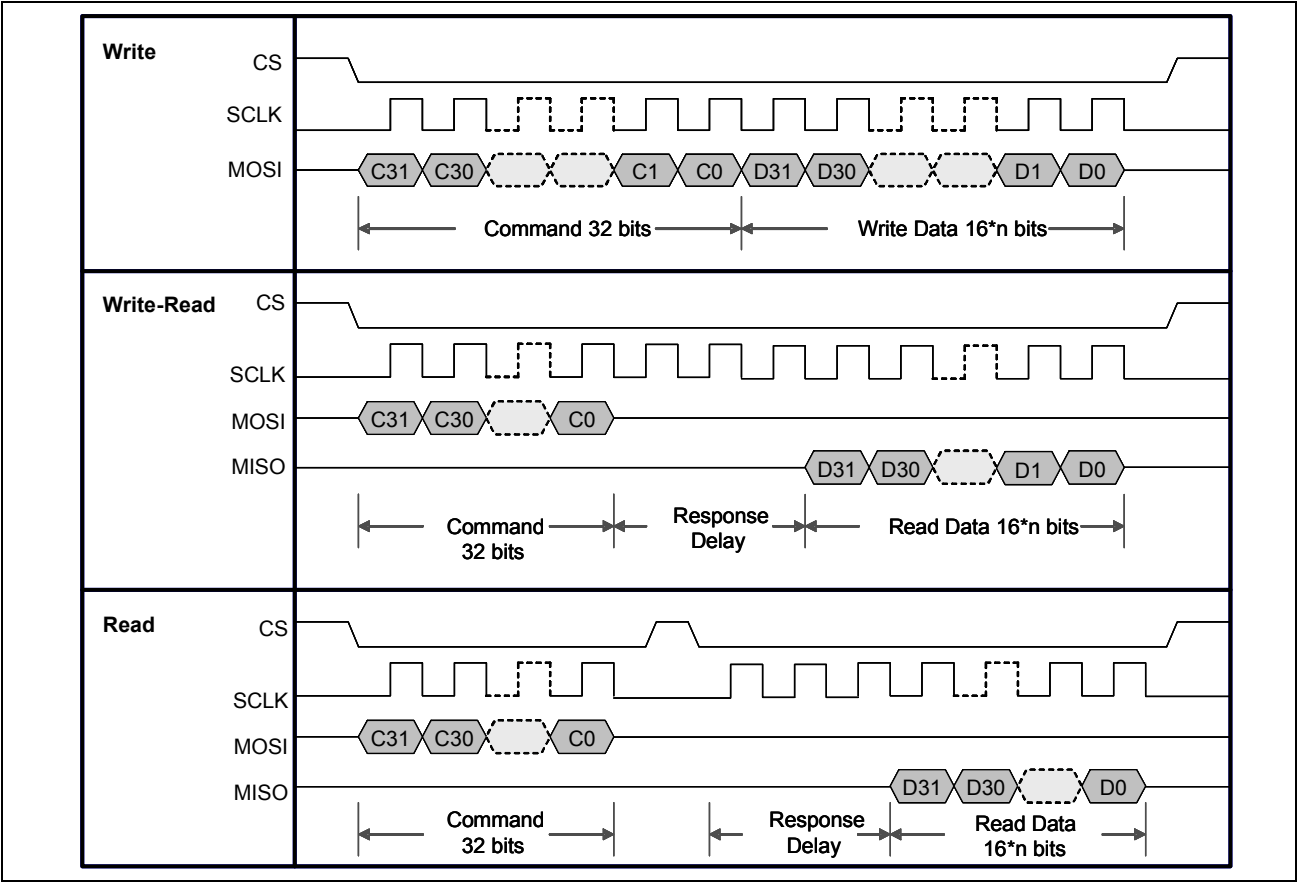 Write
CS
SCLK
MOSI
C31 C30 C1 C0 D31 D30 D1 D0
Command 32 bits
Write Data 16*n bits
Write-Read
CS
SCLK
MOSI
C31 C30 C0
MISO
D31 D30 D1 D0
Command
32 bits
Response
Delay
Read Data 16*n bits
Read
CS
SCLK
MOSI
C31 C30 C0
MISO
D31 D30 D0
Command
32 bits
Response
Delay
Read Data
16*n bits